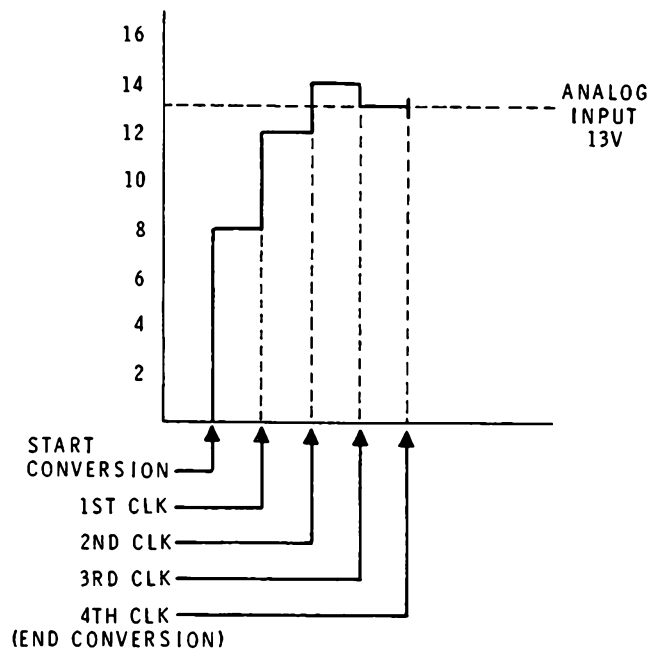 16
14
12
10
8
6
4
2
ANALOG
INPUT
13V
START
CONVERSION
1ST CLK
2ND CLK
3RD CLK
4TH CLK
(END CONVERSION)